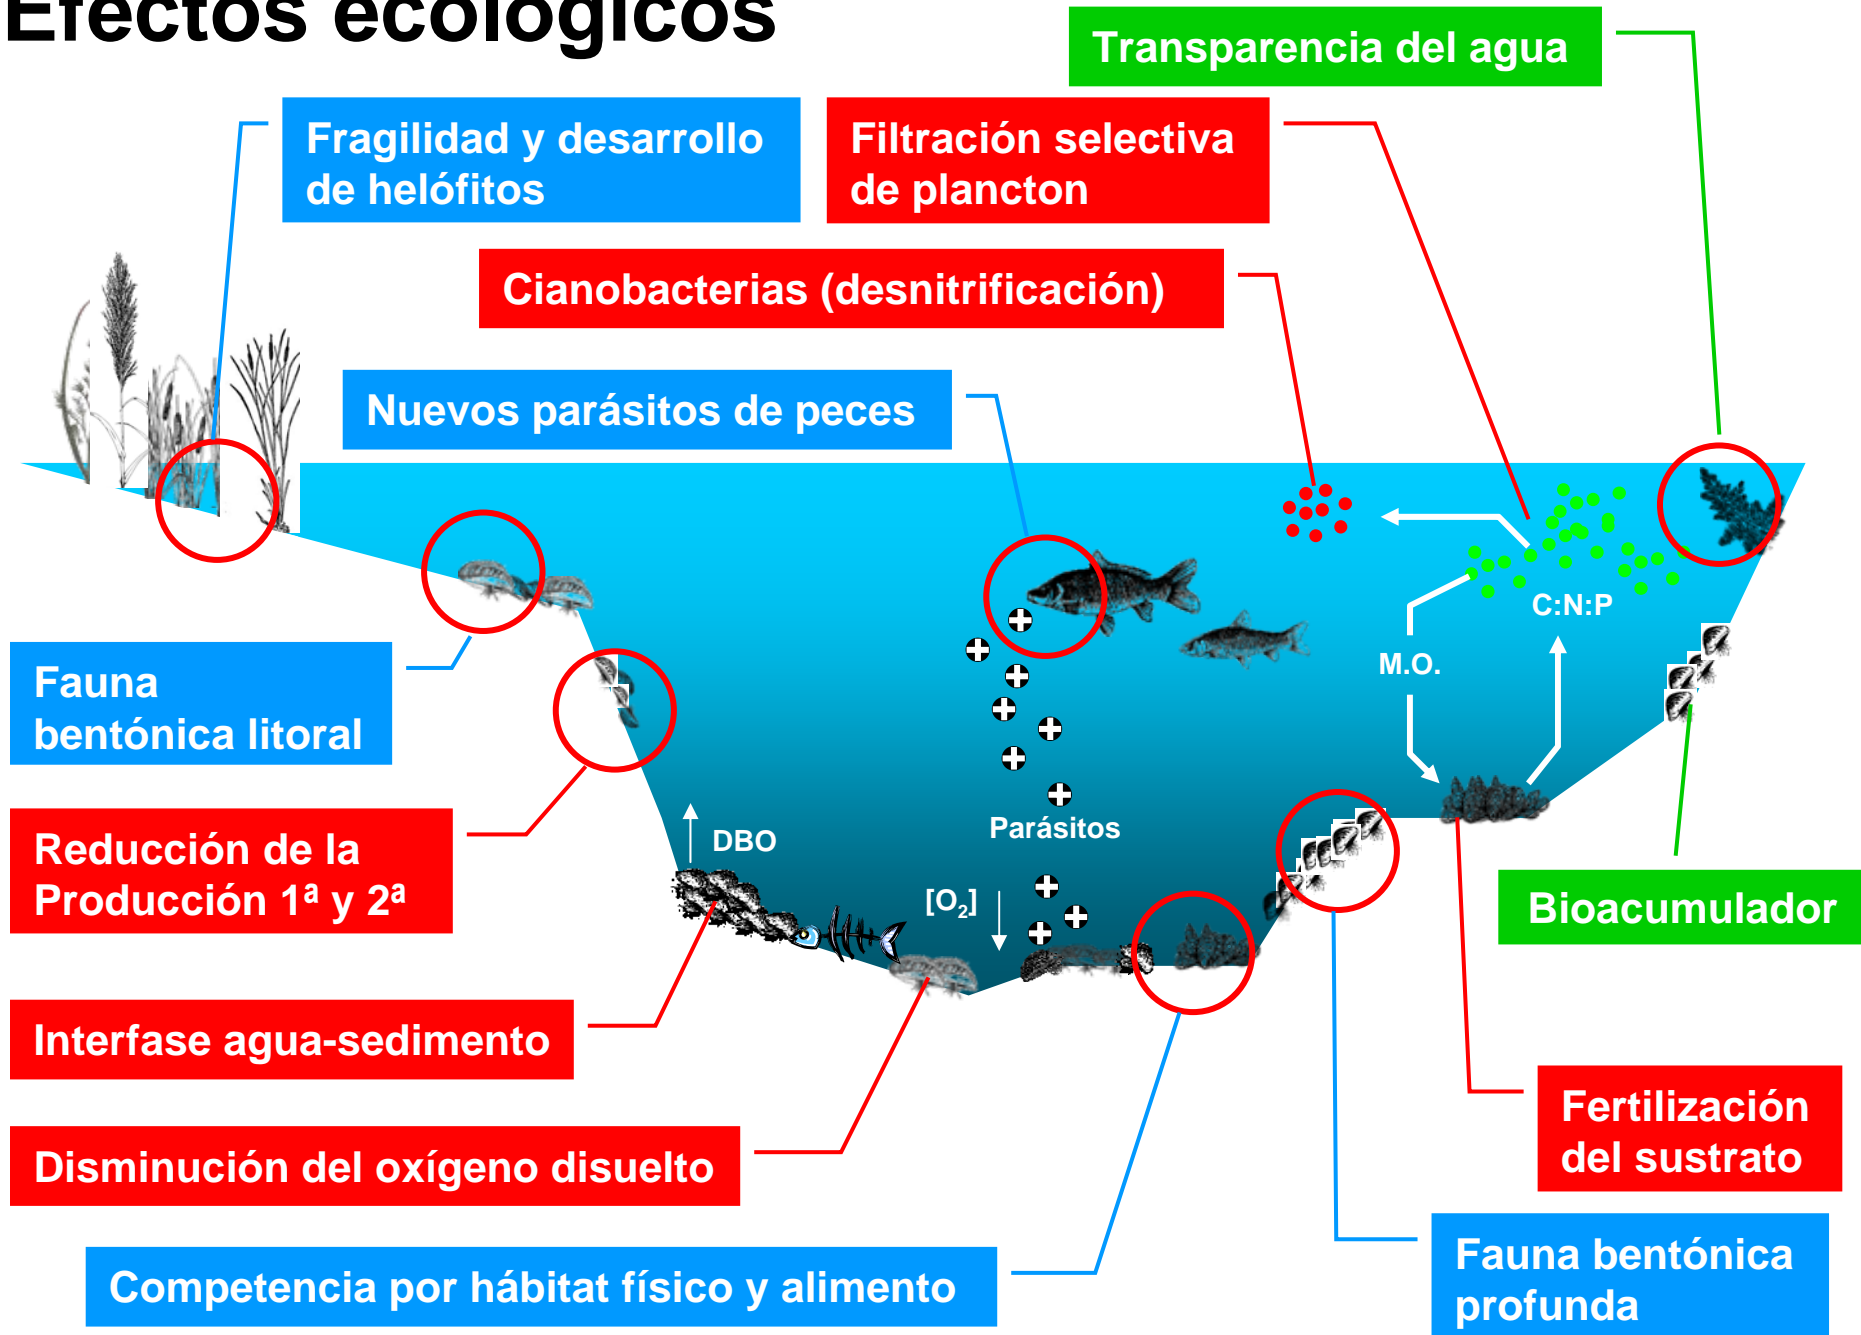 Efectos ecológicos
Transparencia del agua
Fragilidad y desarrollo
de helófitos
Filtración selectiva
de plancton
Cianobacterias (desnitrificación)
Nuevos parásitos de peces
C:N:P
M.O.
Fauna
bentónica litoral
Parásitos
DBO
Reducción de la
Producción 1ª y 2ª
[O₂]
Bioacumulador
Interfase agua-sedimento
Fertilización
del sustrato
Disminución del oxígeno disuelto
Fauna bentónica
profunda
Competencia por hábitat físico y alimento